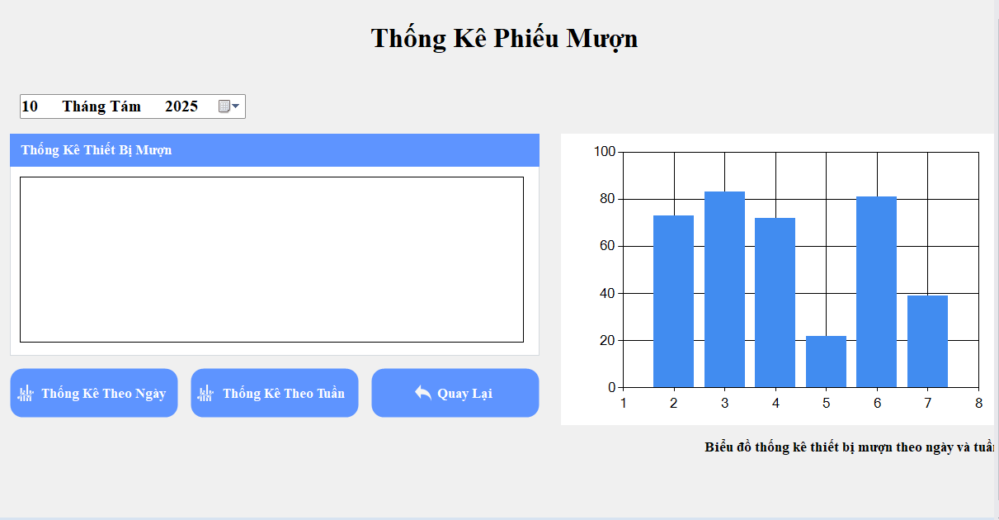 Thống Kê Phiếu Mượn
10 Tháng Tám 2025
Thống Kê Thiết Bị Mượn
100
80
60
40
20
0
1 2 3 4 5 6 7 8
Thống Kê Theo Ngày
Thống Kê Theo Tuần
Quay Lại
Biểu đồ thống kê thiết bị mượn theo ngày và